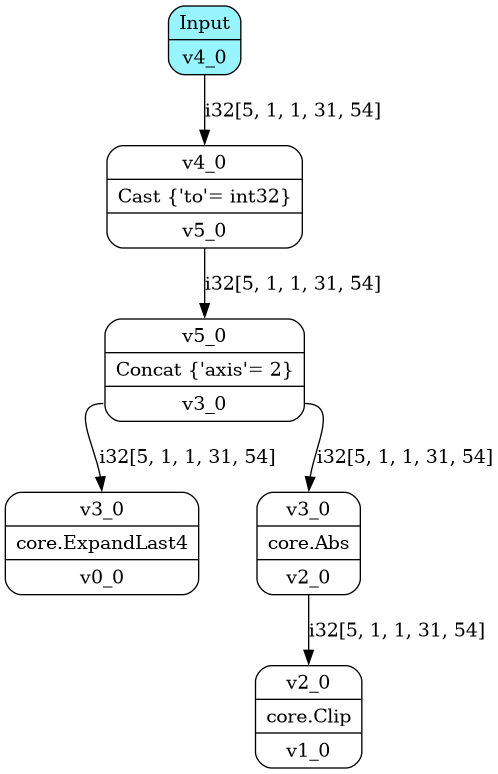 Input
v4_0
i32[5, 1, 1, 31, 54]
v4_0
Cast {'to'= int32}
v5_0
i32[5, 1, 1, 31, 54]
v5_0
Concat {'axis'= 2}
v3_0
i32[5, 1, 1, 31, 54]
i32[5, 1, 1, 31, 54]
v3_0
core.ExpandLast4
v0_0
v3_0
core.Abs
v2_0
i32[5, 1, 1, 31, 54]
v2_0
core.Clip
v1_0